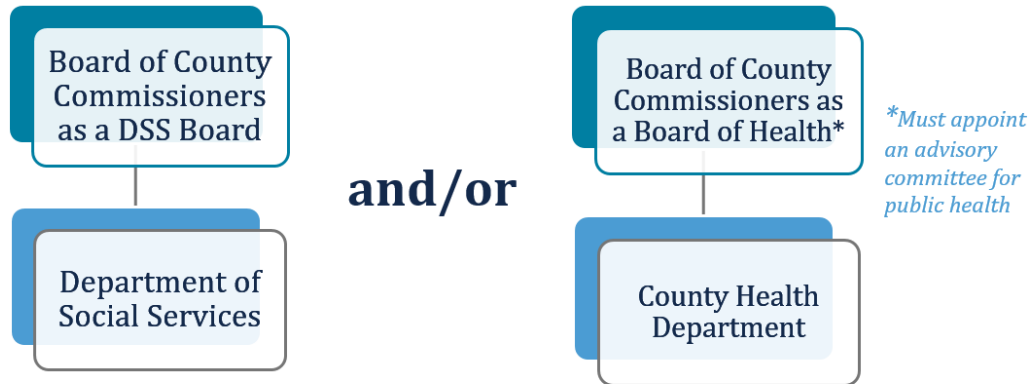 Board of County
Commissioners
as a DSS Board
Department of
Social Services
and/or
Board of County
Commissioners as
a Board of Health*
County Health
Department
*Must appoint
an advisory
committee for
public health